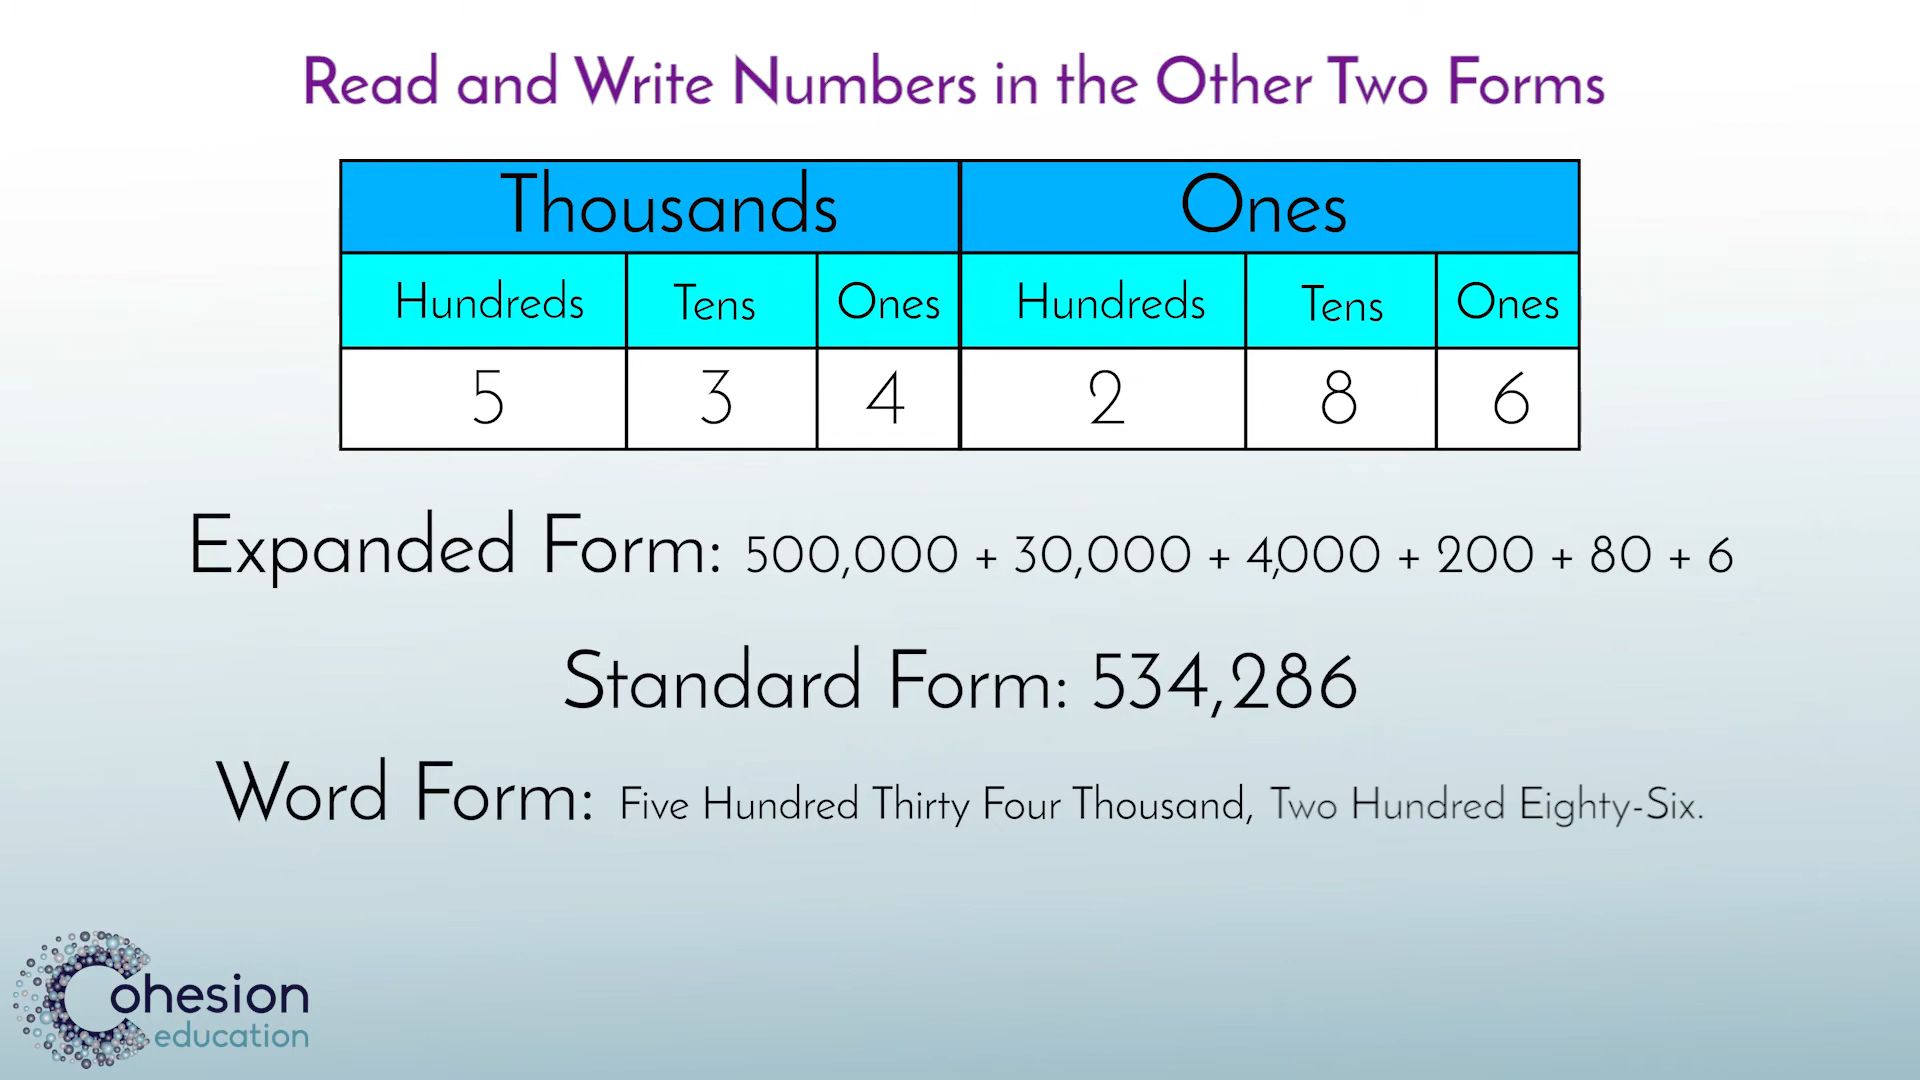 Read and Write Numbers in the Other Two Forms
Thousands Ones
Hundreds Tens Ones Hundreds Tens Ones
5 3 4 2 8 6
Expanded Form: 500,000 + 30,000 + 4,000 + 200 + 80 + 6
Standard Form: 534,286
Word Form: Five Hundred Thirty Four Thousand, Two Hundred Eighty-Six.
Cohesion
education